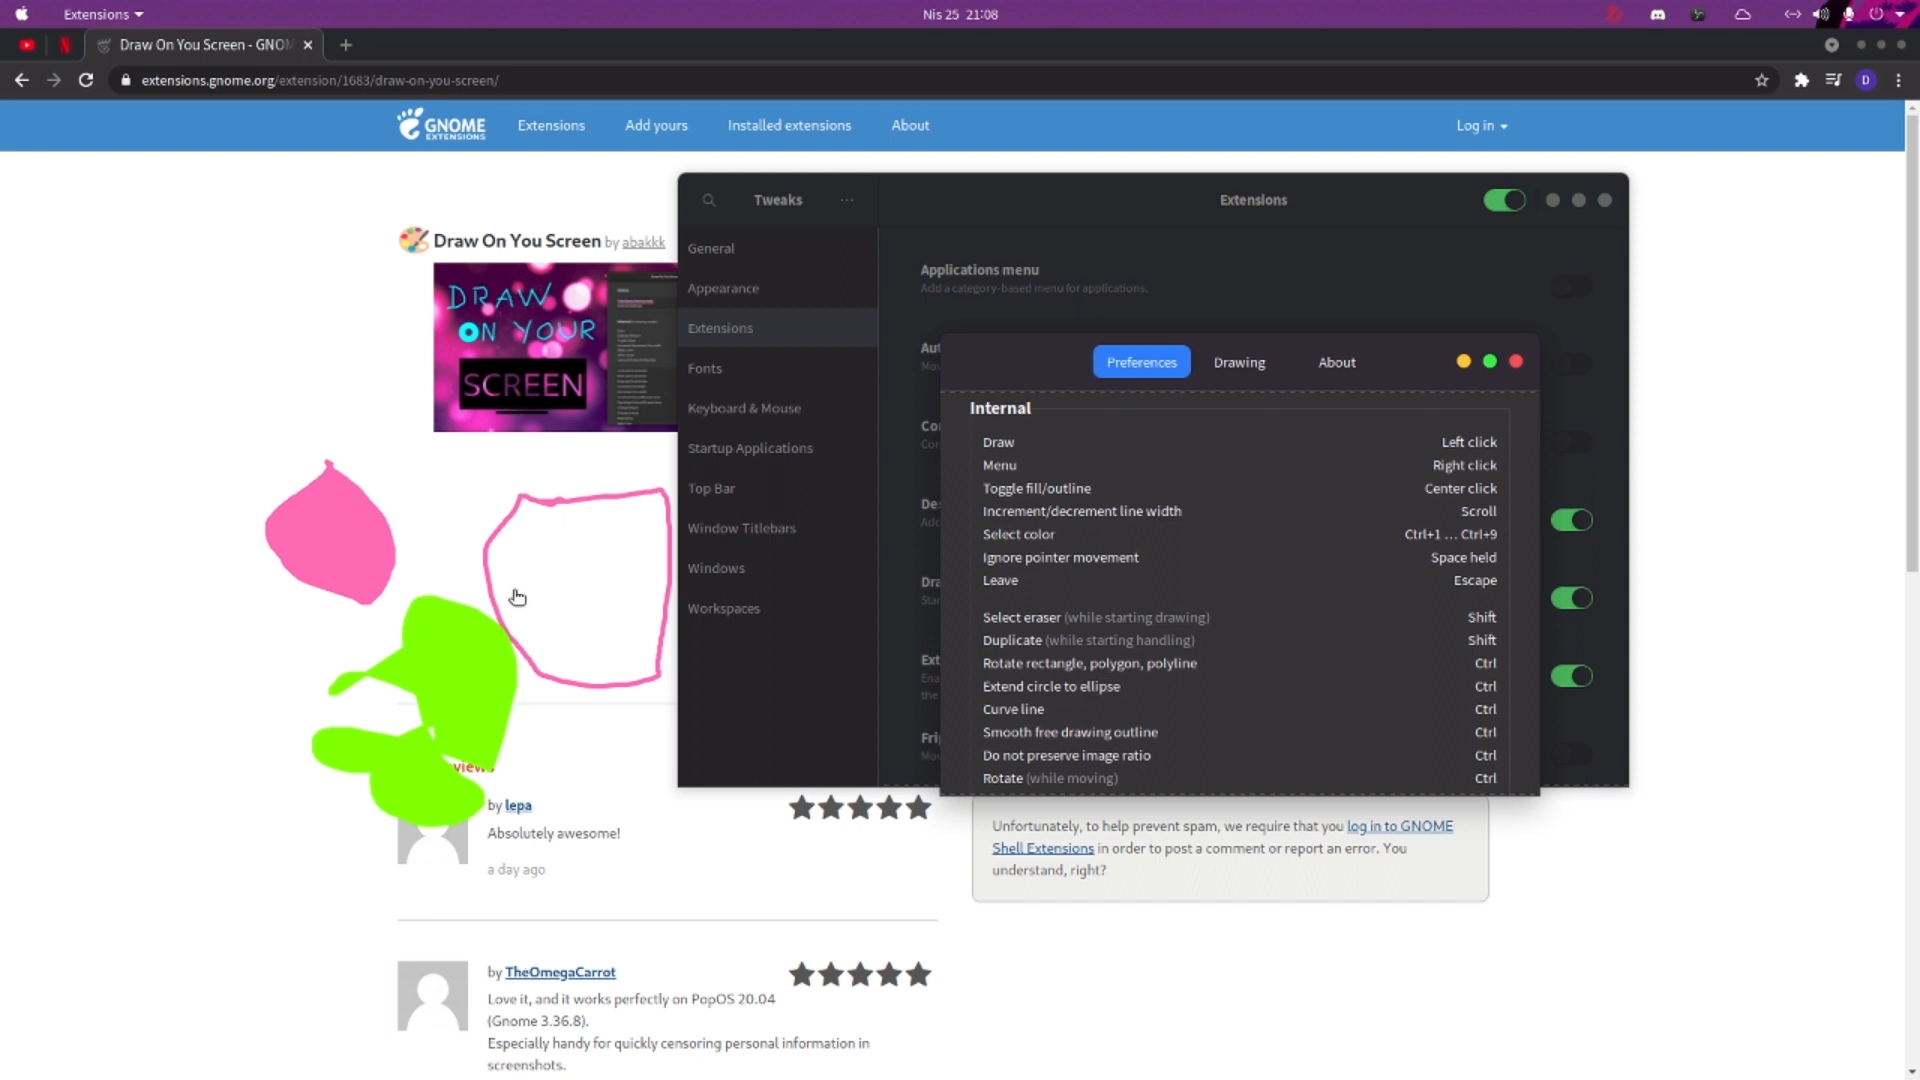 Extensions
Nis 25 21:08
Draw On You Screen - GNOM
extensions.gnome.org/extension/1683/draw-on-you-screen/
D
GNOME
EXTENSIONS
Extensions
Add yours
Installed extensions
About
Log in
Draw On You Screen by abakkk
DRAW
ON YOUR
SCREEN
Tweaks
Extensions
General
Appearance
Extensions
Fonts
Keyboard & Mouse
Startup Applications
Top Bar
Window Titlebars
Windows
Workspaces
Applications menu
Add a category-based menu for applications.
Preferences
Drawing
About
Internal
Draw Left click
Menu Right click
Toggle fill/outline Center click
Increment/decrement line width Scroll
Select color Ctrl+1 … Ctrl+9
Ignore pointer movement Space held
Leave Escape
Select eraser (while starting drawing) Shift
Duplicate (while starting handling) Shift
Rotate rectangle, polygon, polyline Ctrl
Extend circle to ellipse Ctrl
Curve line Ctrl
Smooth free drawing outline Ctrl
Do not preserve image ratio Ctrl
Rotate (while moving) Ctrl
by lepa
Absolutely awesome!
a day ago
Unfortunately, to help prevent spam, we require that you log in to GNOME
Shell Extensions in order to post a comment or report an error. You
understand, right?
by TheOmegaCarrot
Love it, and it works perfectly on PopOS 20.04
(Gnome 3.36.8).
Especially handy for quickly censoring personal information in
screenshots.